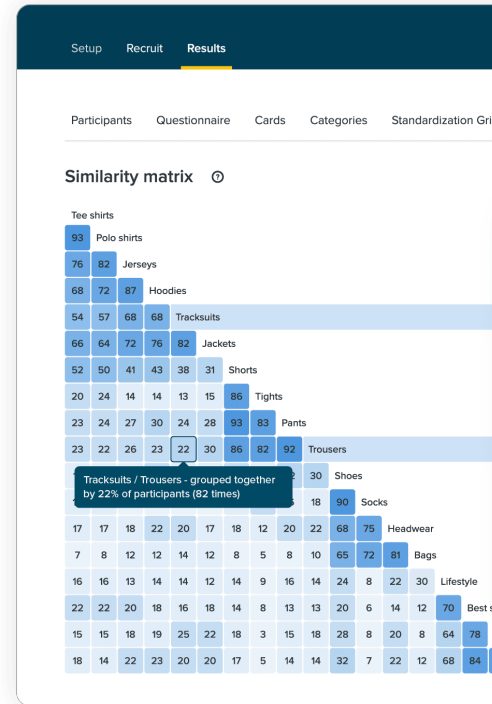 Setup Recruit Results
Participants Questionnaire Cards Categories Standardization Gri
Similarity matrix ?
Tee shirts
93 Polo shirts
76 82 Jerseys
68 72 87 Hoodies
54 57 68 68 Tracksuits
66 64 72 76 82 Jackets
52 50 41 43 38 31 Shorts
20 24 14 14 13 15 86 Tights
23 24 27 30 24 28 93 83 Pants
23 22 26 23 22 30 86 82 92 Trousers
30 Shoes
Tracksuits / Trousers - grouped together
by 22% of participants (82 times)
18 90 Socks
17 17 18 22 20 17 18 12 20 22 68 75 Headwear
7 8 12 12 14 12 8 5 8 10 65 72 81 Bags
16 16 13 14 14 12 14 9 16 14 24 8 22 30 Lifestyle
22 22 20 18 16 18 14 8 13 13 20 6 14 12 70 Best s
15 15 18 19 25 22 18 3 15 18 28 8 20 8 64 78
18 14 22 23 20 20 17 5 14 14 32 7 22 12 68 84